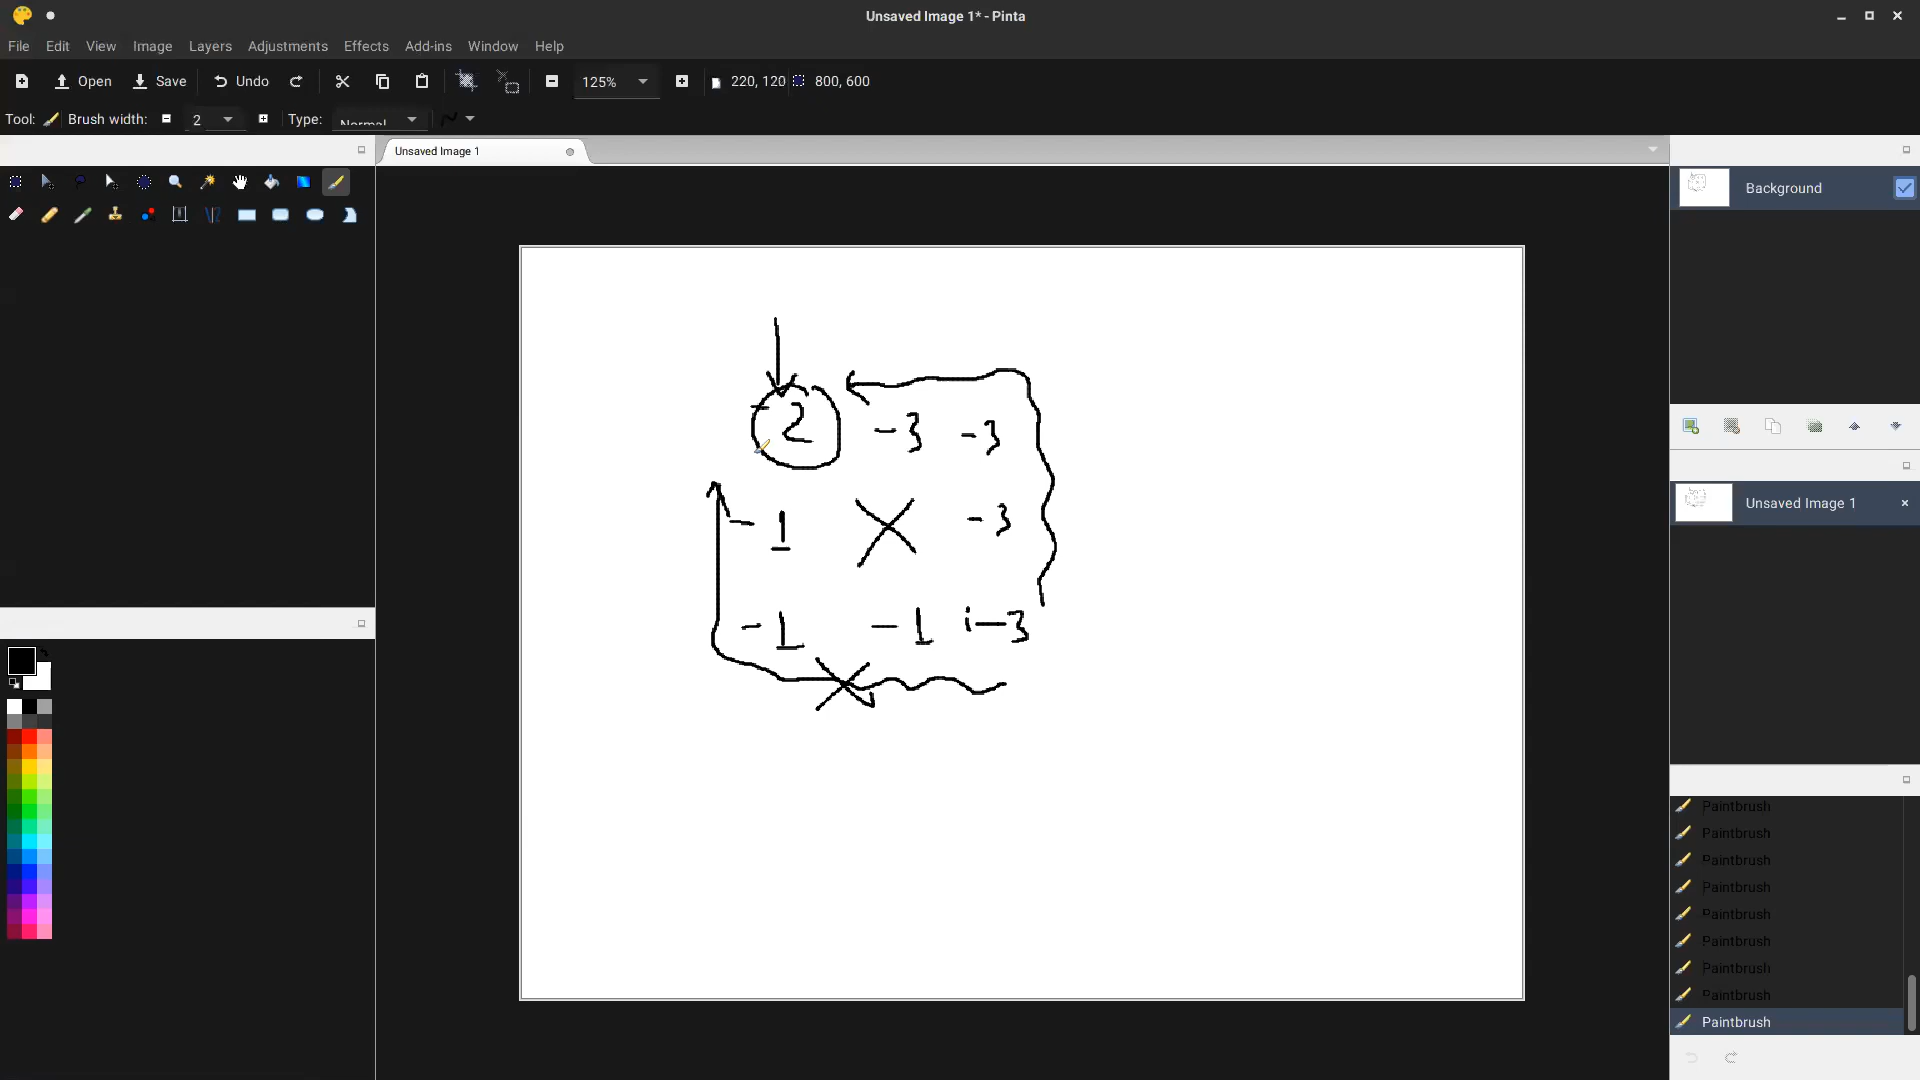 Unsaved Image 1* - Pinta
File Edit View Image Layers Adjustments Effects Add-ins Window Help
Open Save Undo 125% 220, 120 800, 600
Tool: Brush width: 2 Type: Normal
Unsaved Image 1
Background
-2 -3 -3
-1 X -3
-1 -1 i-3
X
Unsaved Image 1 ×
Paintbrush
Paintbrush
Paintbrush
Paintbrush
Paintbrush
Paintbrush
Paintbrush
Paintbrush
Paintbrush